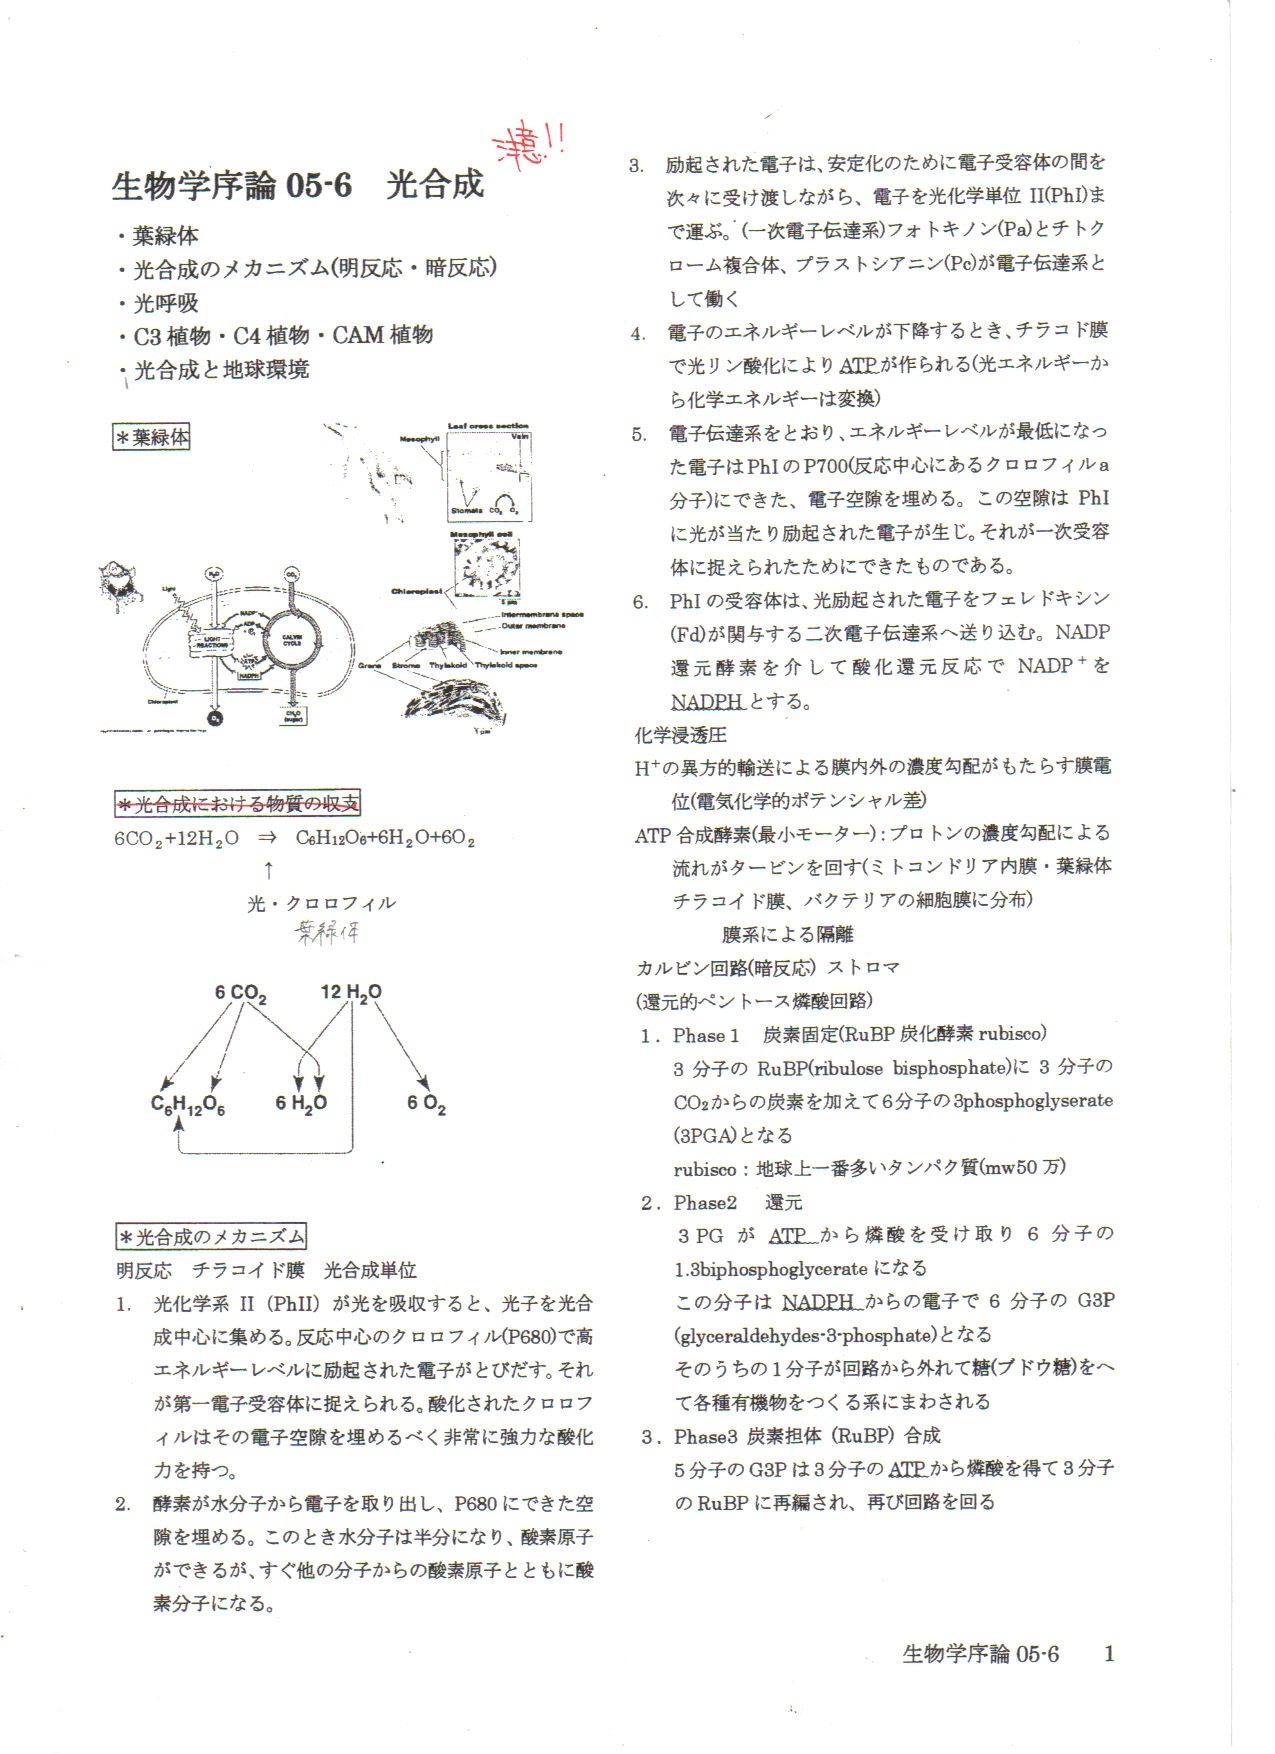 注意!!
生物学序論 05-6　光合成
・葉緑体
・光合成のメカニズム(明反応・暗反応)
・光呼吸
・C3 植物・C4 植物・CAM 植物
・光合成と地球環境
＊葉緑体
Leaf cross section
Mesophyll
Vein
Stomata CO₂ O₂
Mesophyll cell
Chloroplast
5 μm
Intermembrane space
Outer membrane
Inner membrane
Grana Stroma Thylakoid Thylakoid space
1 μm
H₂O
CO₂
Light
NADP⁺
ADP
LIGHT REACTIONS
CALVIN CYCLE
ATP
NADPH
Chloroplast
O₂
CH₂O (sugar)
＊光合成における物質の収支
6CO₂+12H₂O　⇒　C₆H₁₂O₆+6H₂O+6O₂
↑
光・クロロフィル
葉緑体
6 CO₂　12 H₂O
C₆H₁₂O₆　6 H₂O　6 O₂
＊光合成のメカニズム
明反応　チラコイド膜　光合成単位
1.　光化学系 II（PhII）が光を吸収すると、光子を光合
成中心に集める。反応中心のクロロフィル(P680)で高
エネルギーレベルに励起された電子がとびだす。それ
が第一電子受容体に捉えられる。酸化されたクロロフ
ィルはその電子空隙を埋めるべく非常に強力な酸化
力を持つ。
2.　酵素が水分子から電子を取り出し、P680 にできた空
隙を埋める。このとき水分子は半分になり、酸素原子
ができるが、すぐ他の分子からの酸素原子とともに酸
素分子になる。
3.　励起された電子は、安定化のために電子受容体の間を
次々に受け渡しながら、電子を光化学単位 II(PhI)ま
で運ぶ。(一次電子伝達系)フォトキノン(Pa)とチトク
ローム複合体、プラストシアニン(Pc)が電子伝達系と
して働く
4.　電子のエネルギーレベルが下降するとき、チラコド膜
で光リン酸化により ATP が作られる(光エネルギーか
ら化学エネルギーは変換)
5.　電子伝達系をとおり、エネルギーレベルが最低になっ
た電子は PhI の P700(反応中心にあるクロロフィル a
分子)にできた、電子空隙を埋める。この空隙は PhI
に光が当たり励起された電子が生じ。それが一次受容
体に捉えられたためにできたものである。
6.　PhI の受容体は、光励起された電子をフェレドキシン
(Fd)が関与する二次電子伝達系へ送り込む。NADP
還元酵素を介して酸化還元反応で NADP⁺を
NADPH とする。
化学浸透圧
H⁺の異方的輸送による膜内外の濃度勾配がもたらす膜電
位(電気化学的ポテンシャル差)
ATP 合成酵素(最小モーター)：プロトンの濃度勾配による
流れがタービンを回す(ミトコンドリア内膜・葉緑体
チラコイド膜、バクテリアの細胞膜に分布)
膜系による隔離
カルビン回路(暗反応) ストロマ
(還元的ペントース燐酸回路)
1．Phase 1　炭素固定(RuBP 炭化酵素 rubisco)
3 分子の RuBP(ribulose bisphosphate)に 3 分子の
CO₂からの炭素を加えて 6 分子の 3phosphoglyserate
(3PGA)となる
rubisco：地球上一番多いタンパク質(mw50 万)
2．Phase2　還元
3 PG が ATP から燐酸を受け取り 6 分子の
1.3biphosphoglycerate になる
この分子は NADPH からの電子で 6 分子の G3P
(glyceraldehydes-3-phosphate)となる
そのうちの１分子が回路から外れて糖(ブドウ糖)をへ
て各種有機物をつくる系にまわされる
3．Phase3 炭素担体（RuBP）合成
5 分子の G3P は 3 分子の ATP から燐酸を得て 3 分子
の RuBP に再編され、再び回路を回る
生物学序論 05-6　1